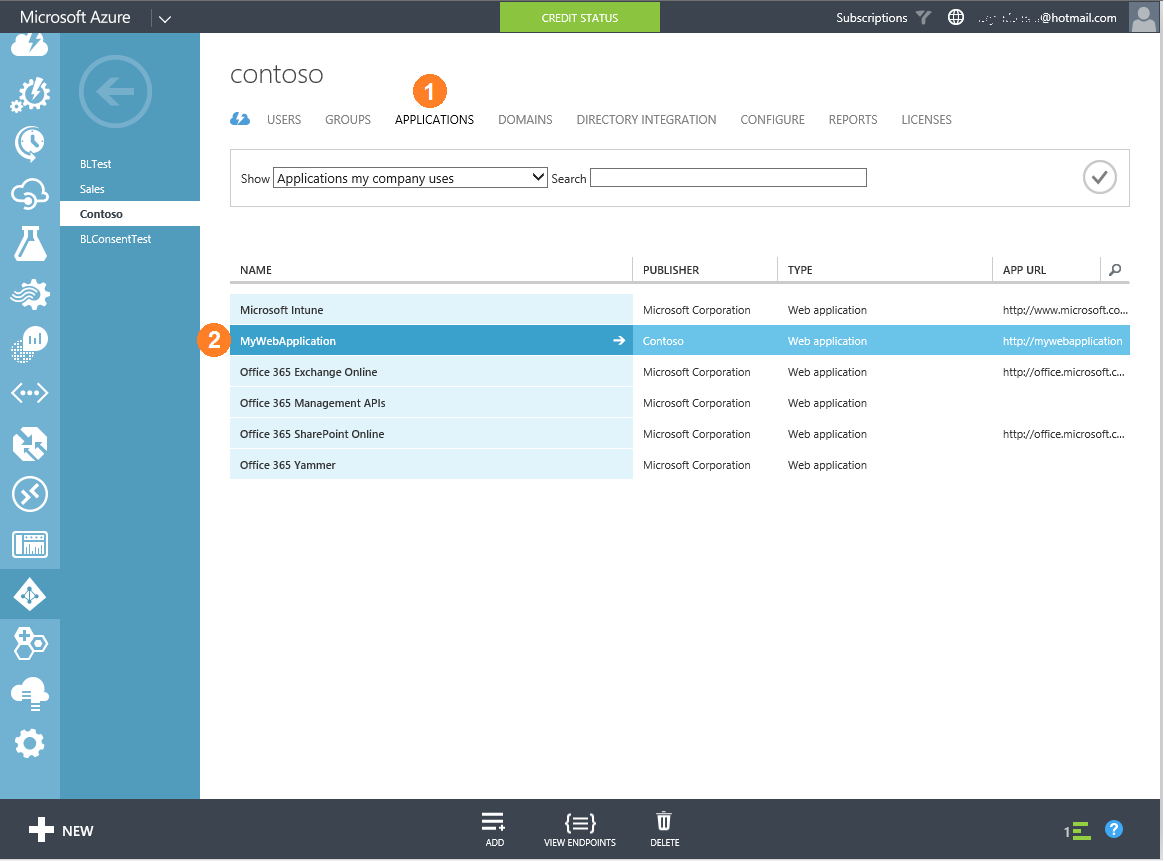 Microsoft Azure
CREDIT STATUS
Subscriptions
@hotmail.com
contoso
1
USERS GROUPS APPLICATIONS DOMAINS DIRECTORY INTEGRATION CONFIGURE REPORTS LICENSES
BLTest
Sales
Contoso
BLConsentTest
Show Applications my company uses Search
NAME PUBLISHER TYPE APP URL
Microsoft Intune Microsoft Corporation Web application http://www.microsoft.co...
2 MyWebApplication Contoso Web application http://mywebapplication
Office 365 Exchange Online Microsoft Corporation Web application http://office.microsoft.c...
Office 365 Management APIs Microsoft Corporation Web application
Office 365 SharePoint Online Microsoft Corporation Web application http://office.microsoft.c...
Office 365 Yammer Microsoft Corporation Web application
NEW
ADD VIEW ENDPOINTS DELETE
1 ?